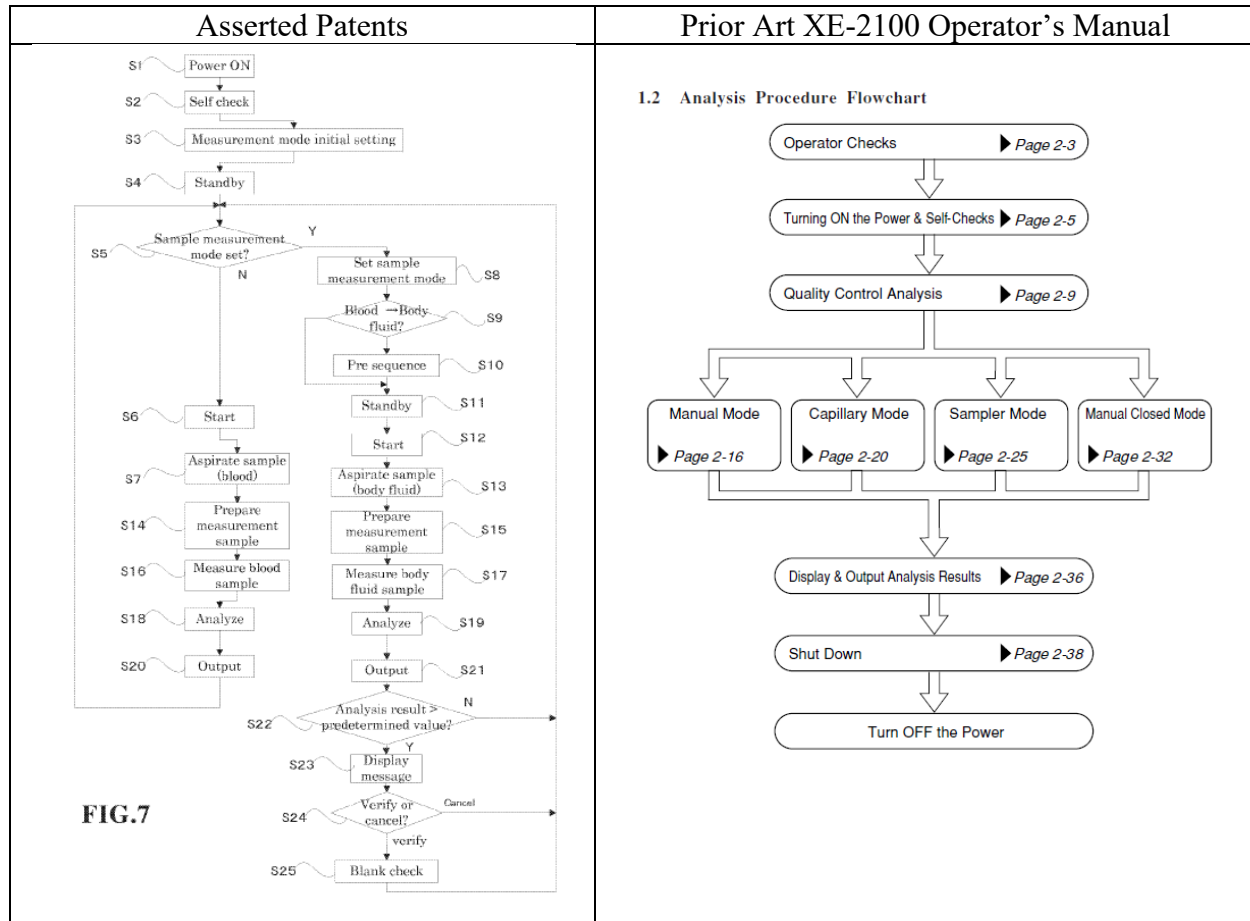 Asserted Patents
S1
Power ON
S2
Self check
S3
Measurement mode initial setting
S4
Standby
S5
Sample measurement
mode set?
Y
N
Set sample
measurement mode
S8
Blood →Body
fluid?
S9
Pre sequence
S10
Standby
S11
S6
Start
Start
S12
S7
Aspirate sample
(blood)
Aspirate sample
(body fluid)
S13
S14
Prepare
measurement
sample
Prepare
measurement
sample
S15
S16
Measure blood
sample
Measure body
fluid sample
S17
S18
Analyze
Analyze
S19
S20
Output
Output
S21
S22
Analysis result >
predetermined value?
N
Y
S23
Display
message
S24
Verify or
cancel?
Cancel
verify
S25
Blank check
FIG.7
Prior Art XE-2100 Operator’s Manual
1.2 Analysis Procedure Flowchart
Operator Checks ▶ Page 2-3
Turning ON the Power & Self-Checks ▶ Page 2-5
Quality Control Analysis ▶ Page 2-9
Manual Mode
▶ Page 2-16
Capillary Mode
▶ Page 2-20
Sampler Mode
▶ Page 2-25
Manual Closed Mode
▶ Page 2-32
Display & Output Analysis Results ▶ Page 2-36
Shut Down ▶ Page 2-38
Turn OFF the Power